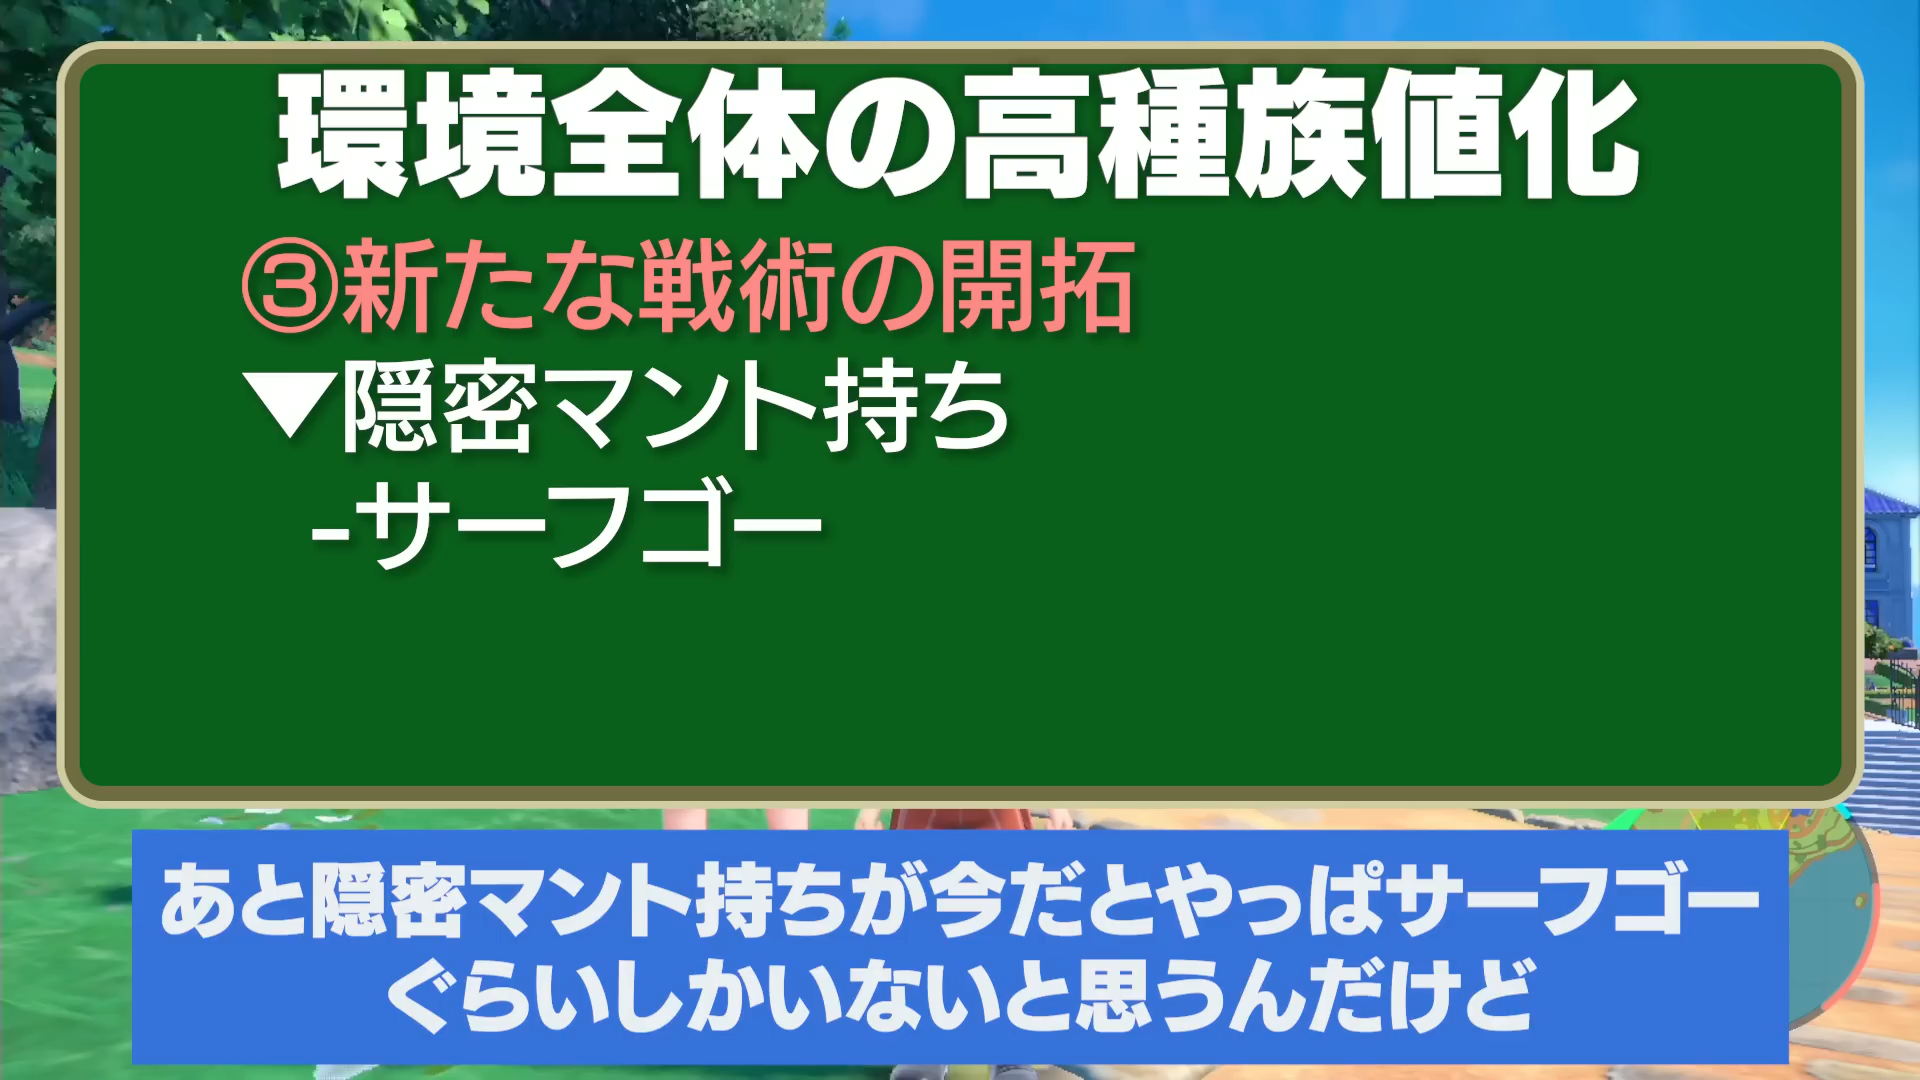 環境全体の高種族値化
③新たな戦術の開拓
▼隠密マント持ち
-サーフゴー
あと隠密マント持ちが今だとやっぱサーフゴー
ぐらいしかいないと思うんだけど